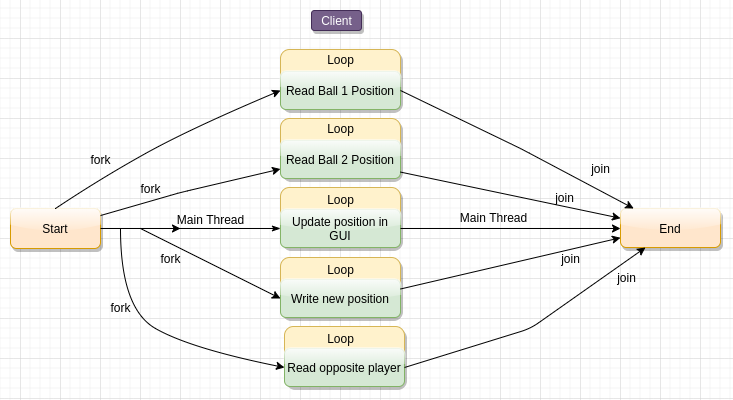 Client
Loop
Read Ball 1 Position
fork
join
Loop
Read Ball 2 Position
fork
join
Start
Main Thread
Loop
Update position in
GUI
Main Thread
End
fork
Loop
Write new position
join
fork
Loop
Read opposite player
join